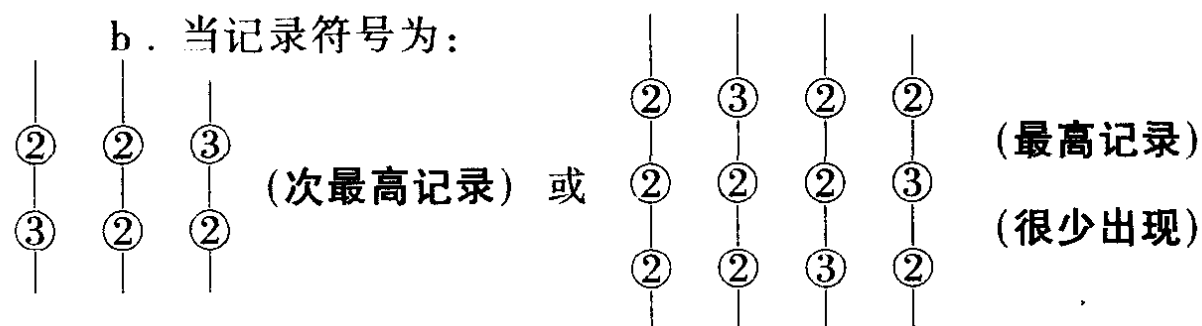 b．当记录符号为：
② ③ ② ②
② ② ③ (最高记录)
(次最高记录) 或 ② ② ② ③
③ ② ② (很少出现)
② ② ③ ②